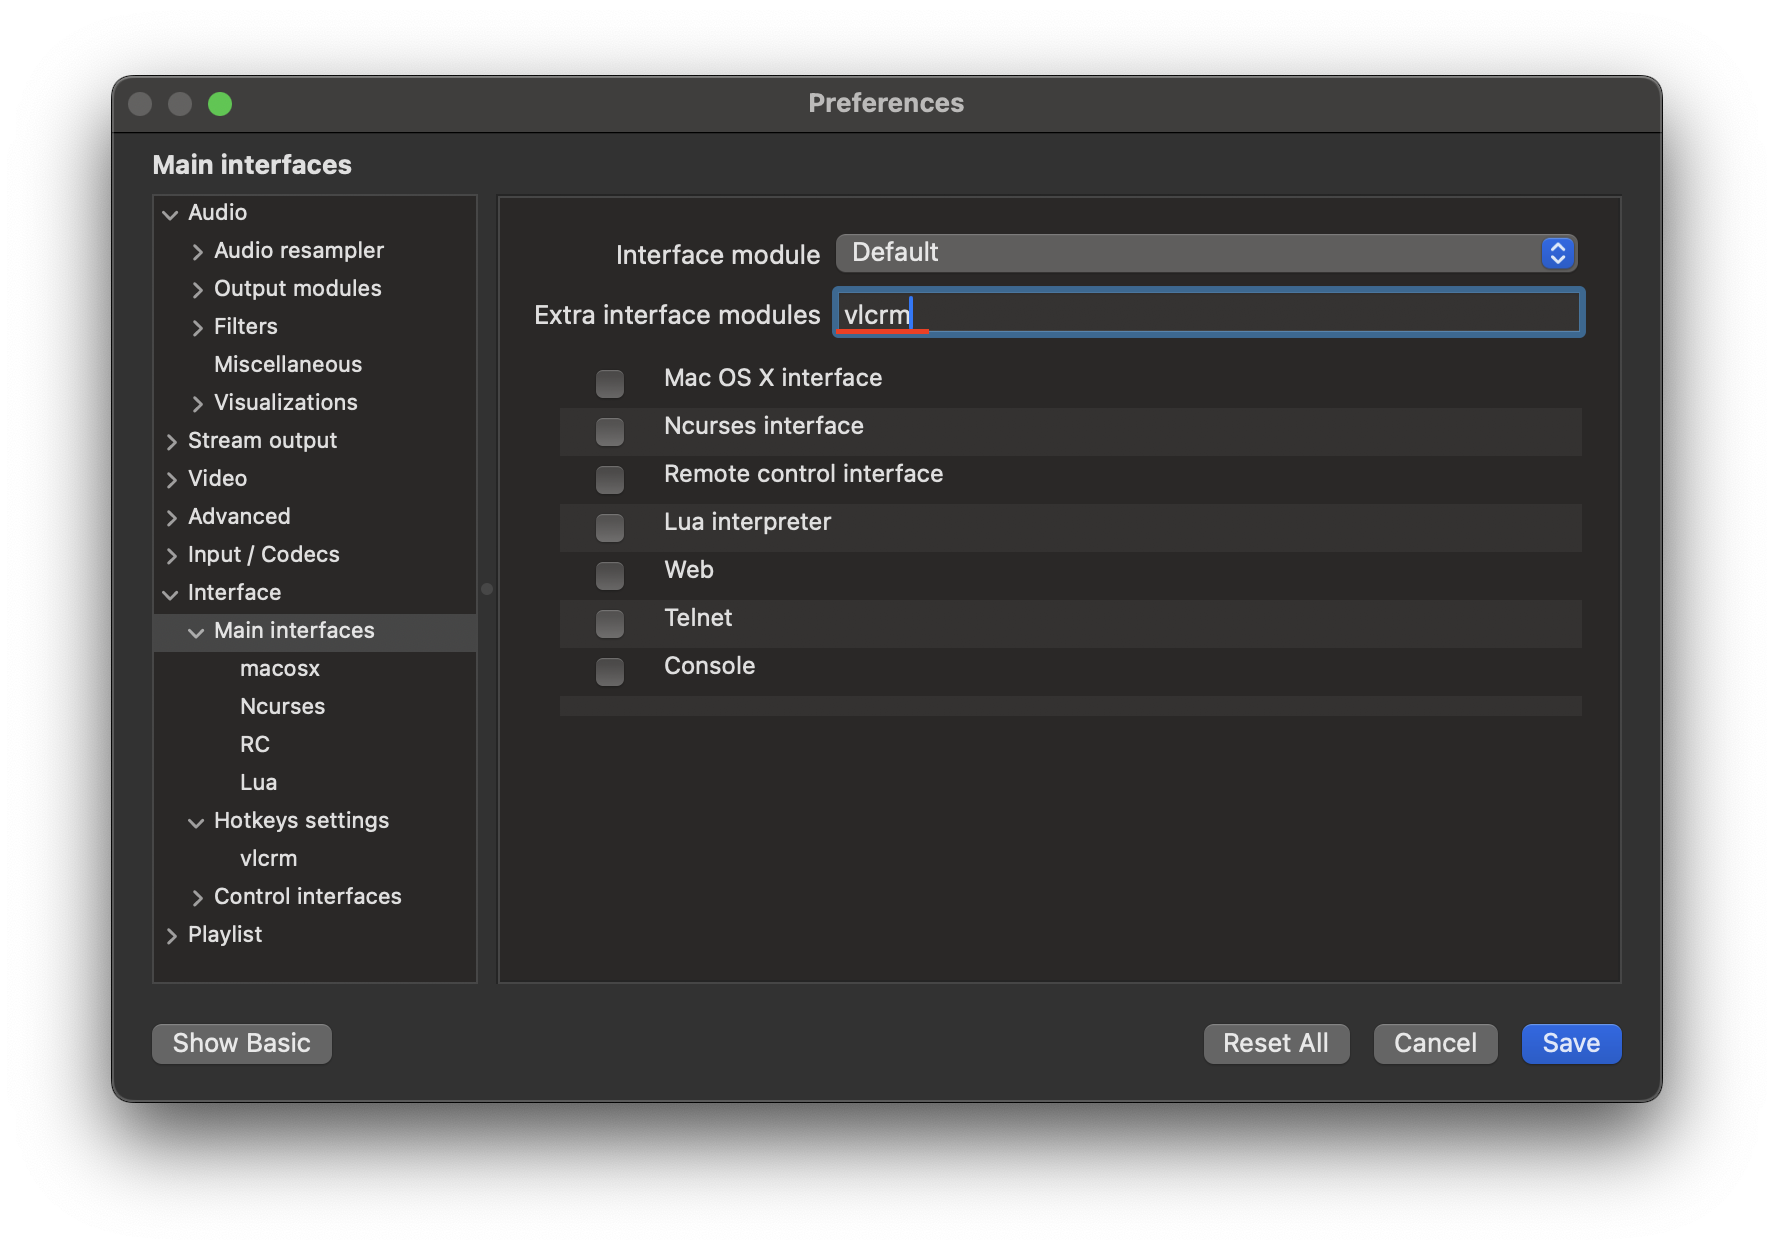 Preferences
Main interfaces
Audio
Audio resampler
Output modules
Filters
Miscellaneous
Visualizations
Stream output
Video
Advanced
Input / Codecs
Interface
Main interfaces
macosx
Ncurses
RC
Lua
Hotkeys settings
vlcrm
Control interfaces
Playlist
Interface module Default
Extra interface modules vlcrm
Mac OS X interface
Ncurses interface
Remote control interface
Lua interpreter
Web
Telnet
Console
Show Basic Reset All Cancel Save